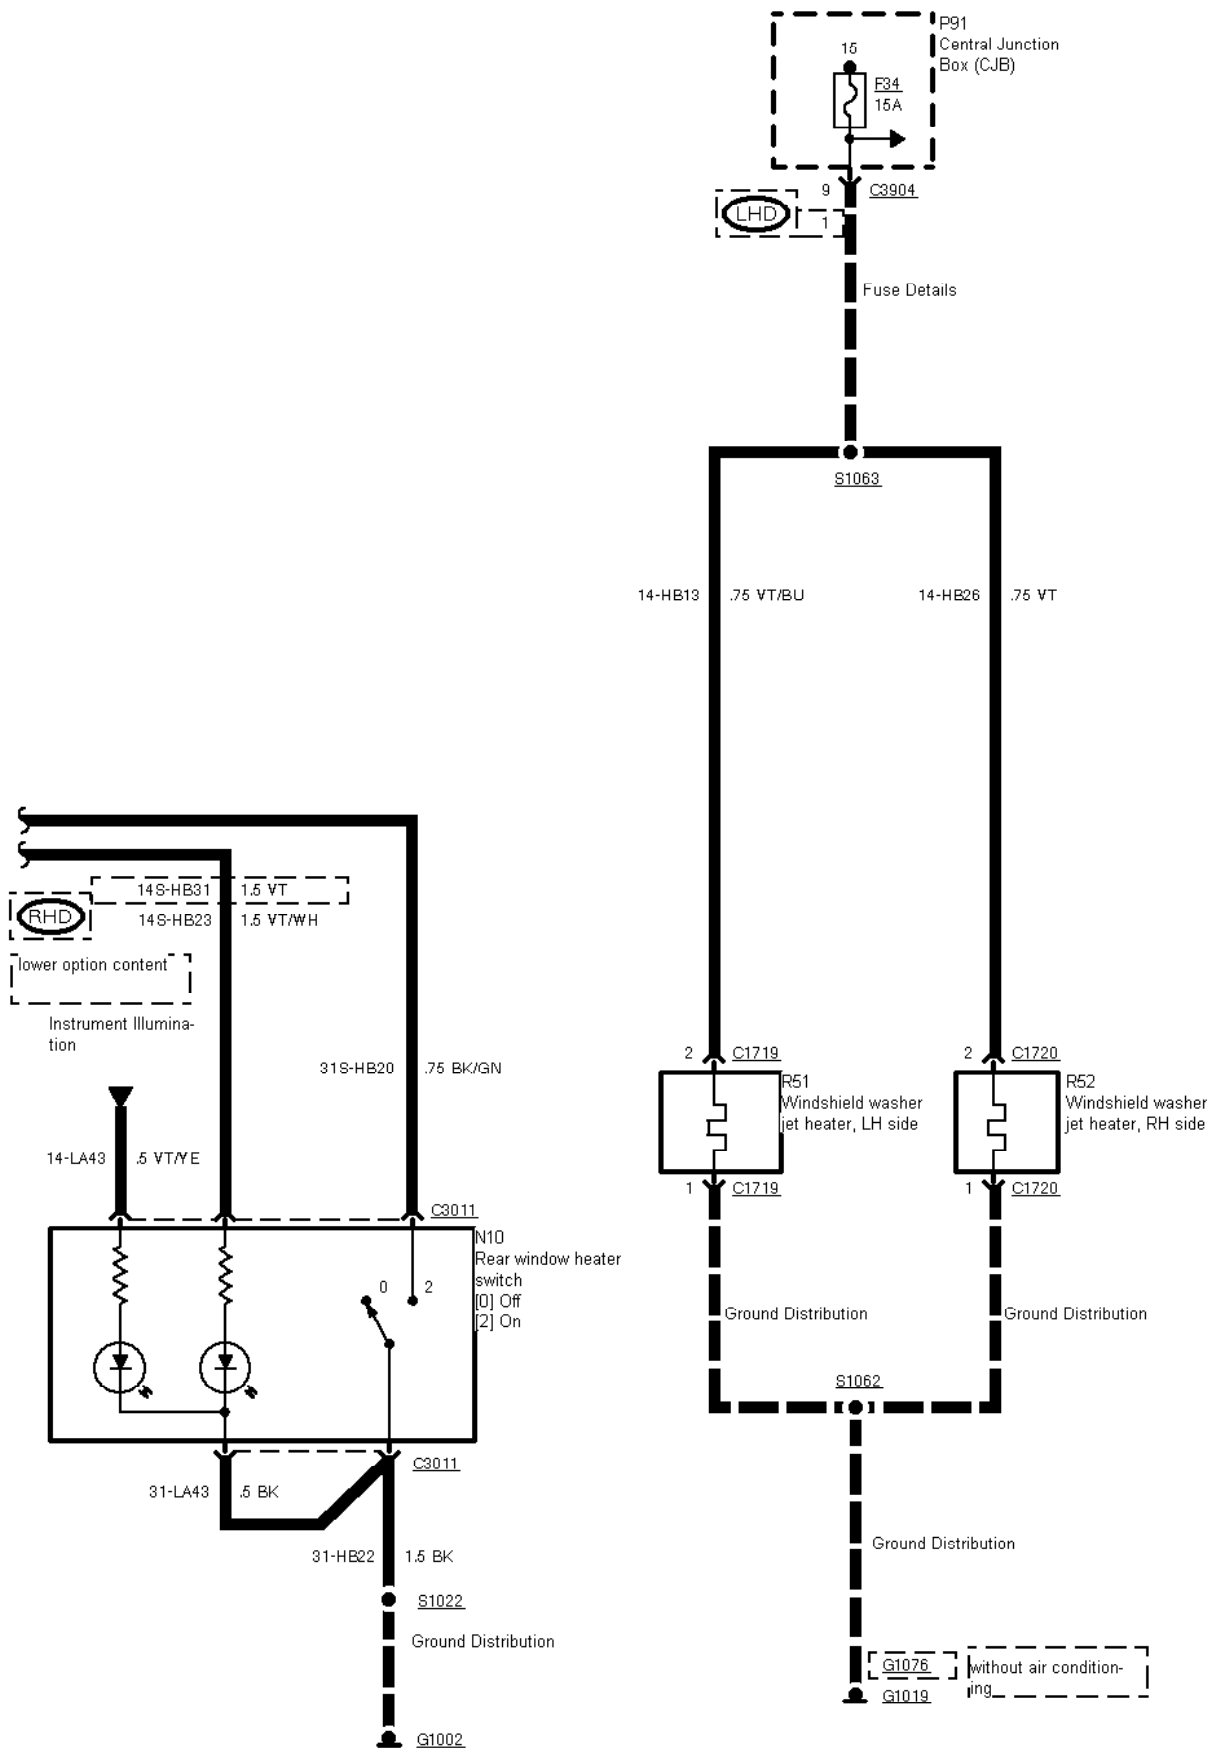 P91
Central Junction
Box (CJB)
15
F34
15A
9
C3904
LHD
1
Fuse Details
S1063
14-HB13
.75 VT/BU
14-HB26
.75 VT
14S-HB31
1.5 VT
RHD
14S-HB23
1.5 VT/WH
lower option content
Instrument Illumina-
tion
31S-HB20
.75 BK/GN
14-LA43
.5 VT/YE
C3011
2
C1719
R51
Windshield washer
jet heater, LH side
1
C1719
2
C1720
R52
Windshield washer
jet heater, RH side
1
C1720
N10
Rear window heater
switch
[0] Off
[2] On
0
2
Ground Distribution
Ground Distribution
S1062
C3011
31-LA43
.5 BK
31-HB22
1.5 BK
S1022
Ground Distribution
G1002
Ground Distribution
G1076
without air condition-
ing
G1019